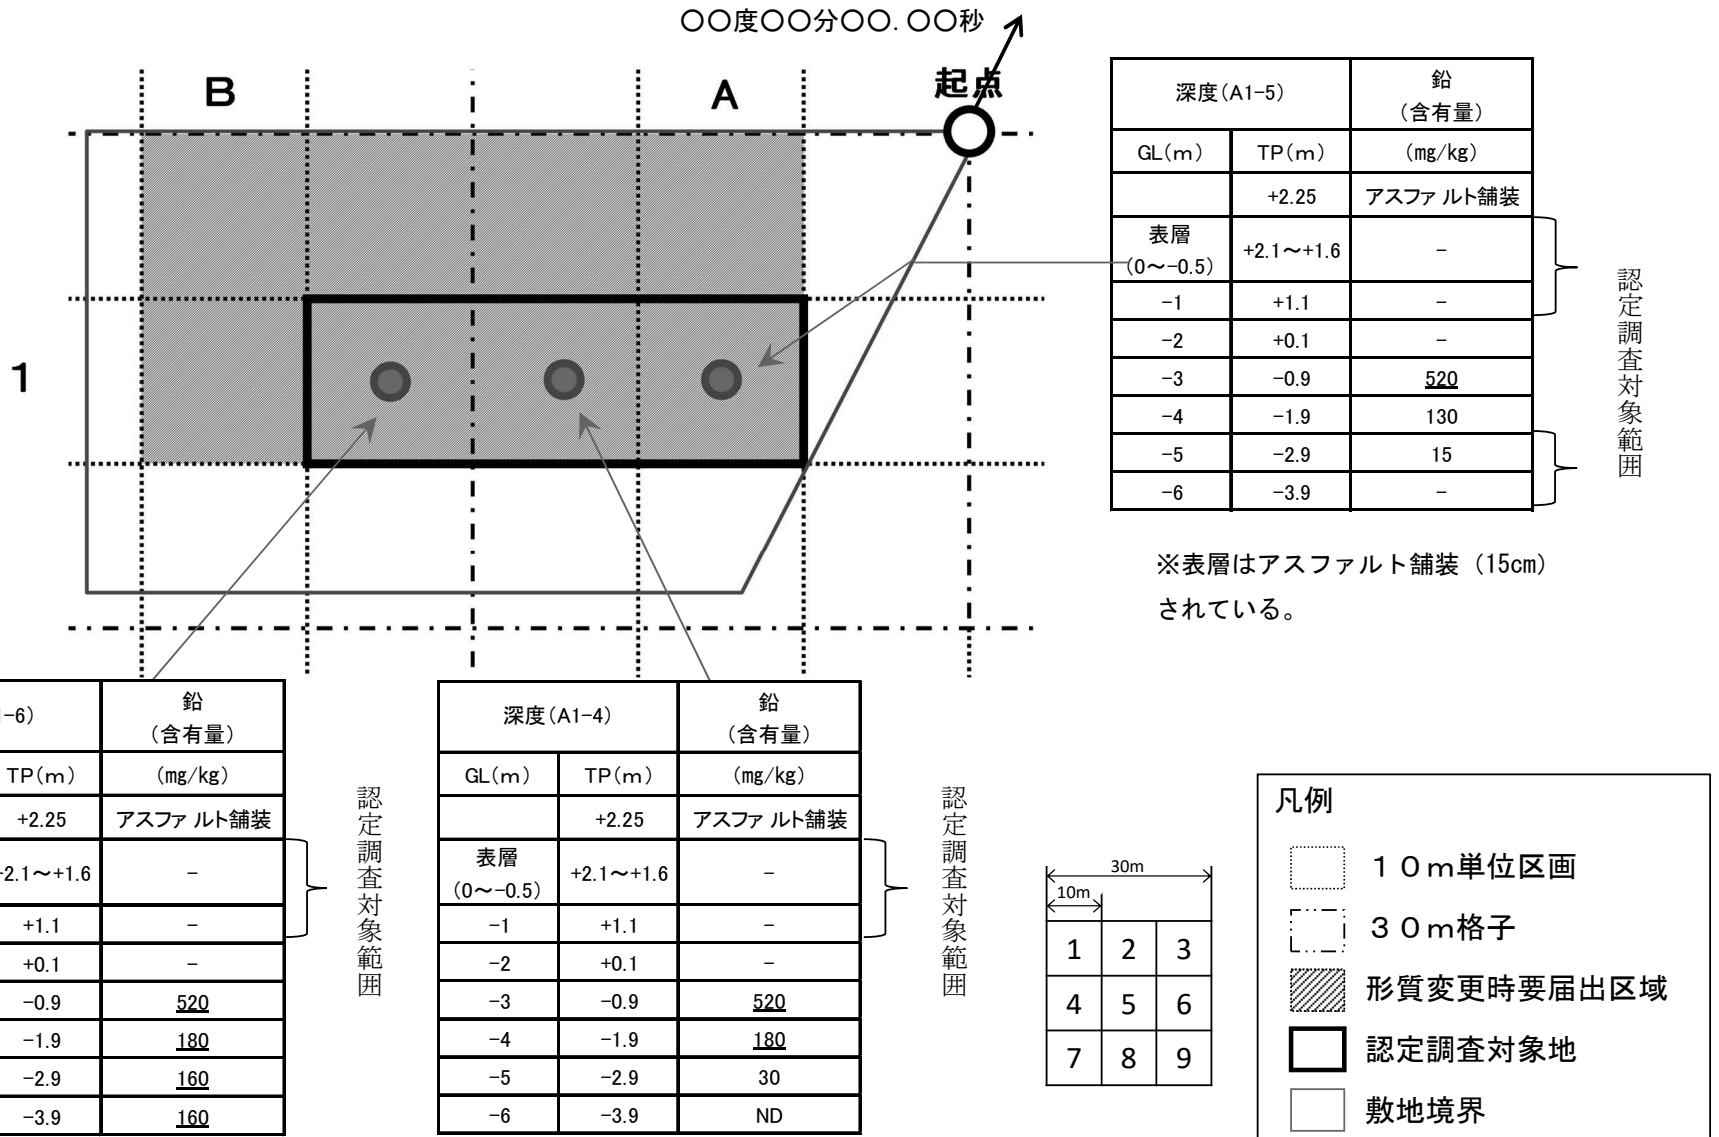 〇〇度〇〇分〇〇.〇〇秒
B
A
起点
1
深度(A1-5)
鉛
(含有量)
GL(m)
TP(m)
(mg/kg)
+2.25
アスファルト舗装
表層
(0～-0.5)
+2.1～+1.6
-
-1
+1.1
-
-2
+0.1
-
-3
-0.9
520
-4
-1.9
130
-5
-2.9
15
-6
-3.9
-
認定調査対象範囲
※表層はアスファルト舗装（15cm）
されている。
-6)
鉛
(含有量)
TP(m)
(mg/kg)
+2.25
アスファルト舗装
+2.1～+1.6
-
+1.1
-
+0.1
-
-0.9
520
-1.9
180
-2.9
160
-3.9
160
認定調査対象範囲
深度(A1-4)
鉛
(含有量)
GL(m)
TP(m)
(mg/kg)
+2.25
アスファルト舗装
表層
(0～-0.5)
+2.1～+1.6
-
-1
+1.1
-
-2
+0.1
-
-3
-0.9
520
-4
-1.9
180
-5
-2.9
30
-6
-3.9
ND
認定調査対象範囲
30m
10m
1 2 3
4 5 6
7 8 9
凡例
１０ｍ単位区画
３０ｍ格子
形質変更時要届出区域
認定調査対象地
敷地境界